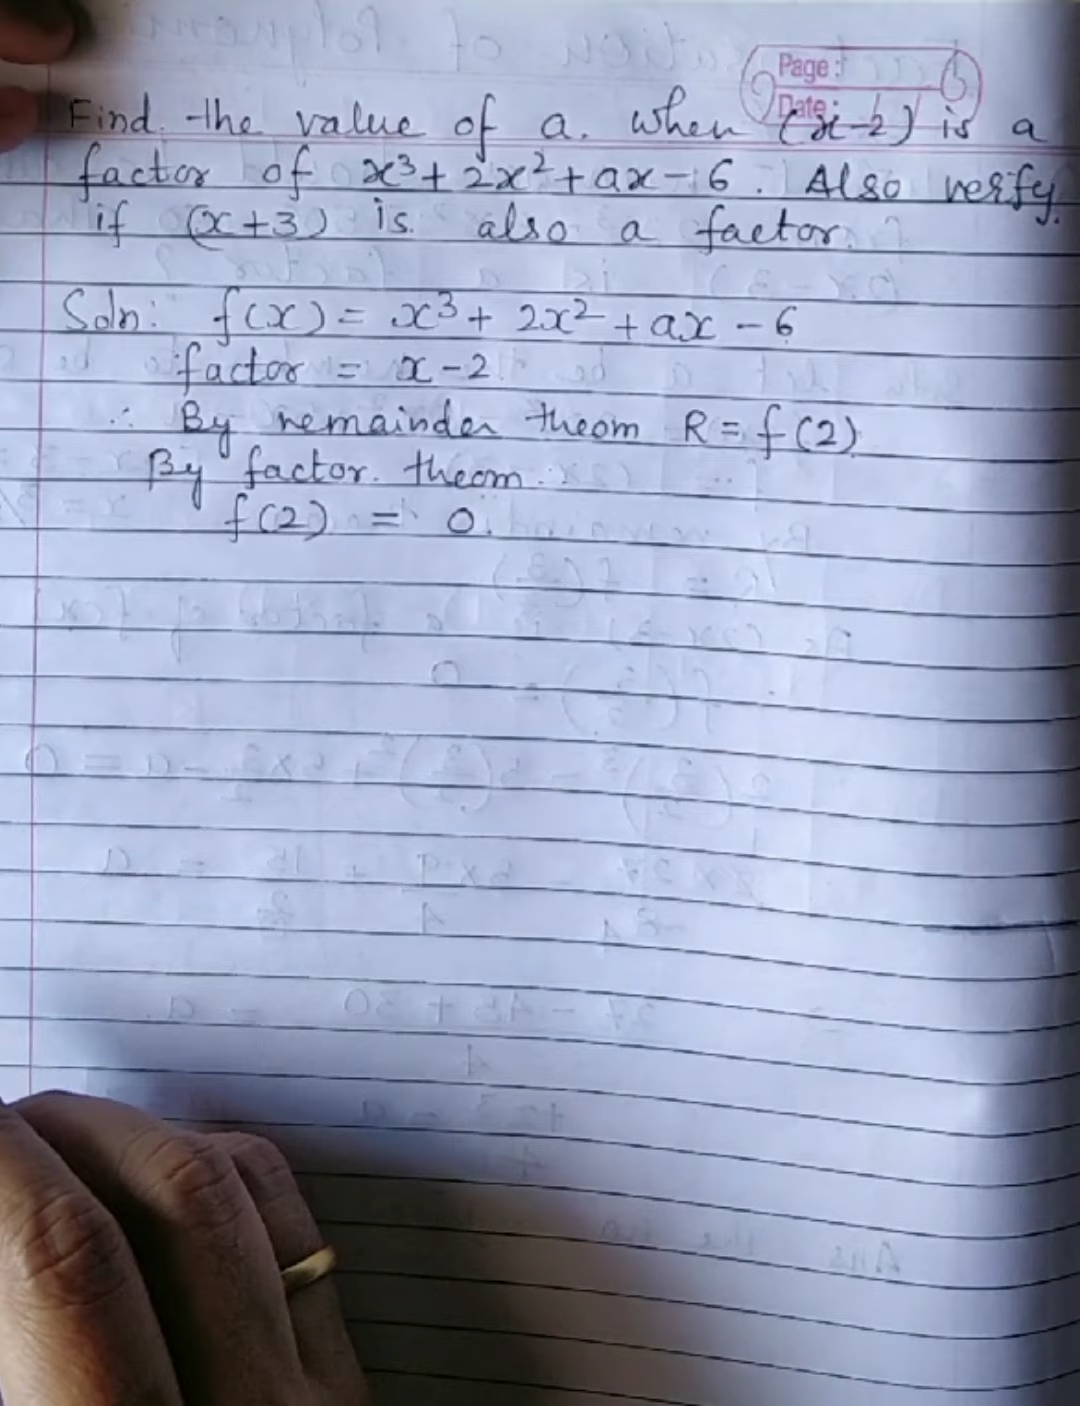 Page:
Date:
Find the value of a. when (x-2) is a
factor of x³ + 2x² + ax - 6. Also verify
if (x+3) is also a factor.
Soln: f(x) = x³ + 2x² + ax - 6
factor = x-2
∴ By remainder theom R = f(2)
By factor theom
f(2) = 0.